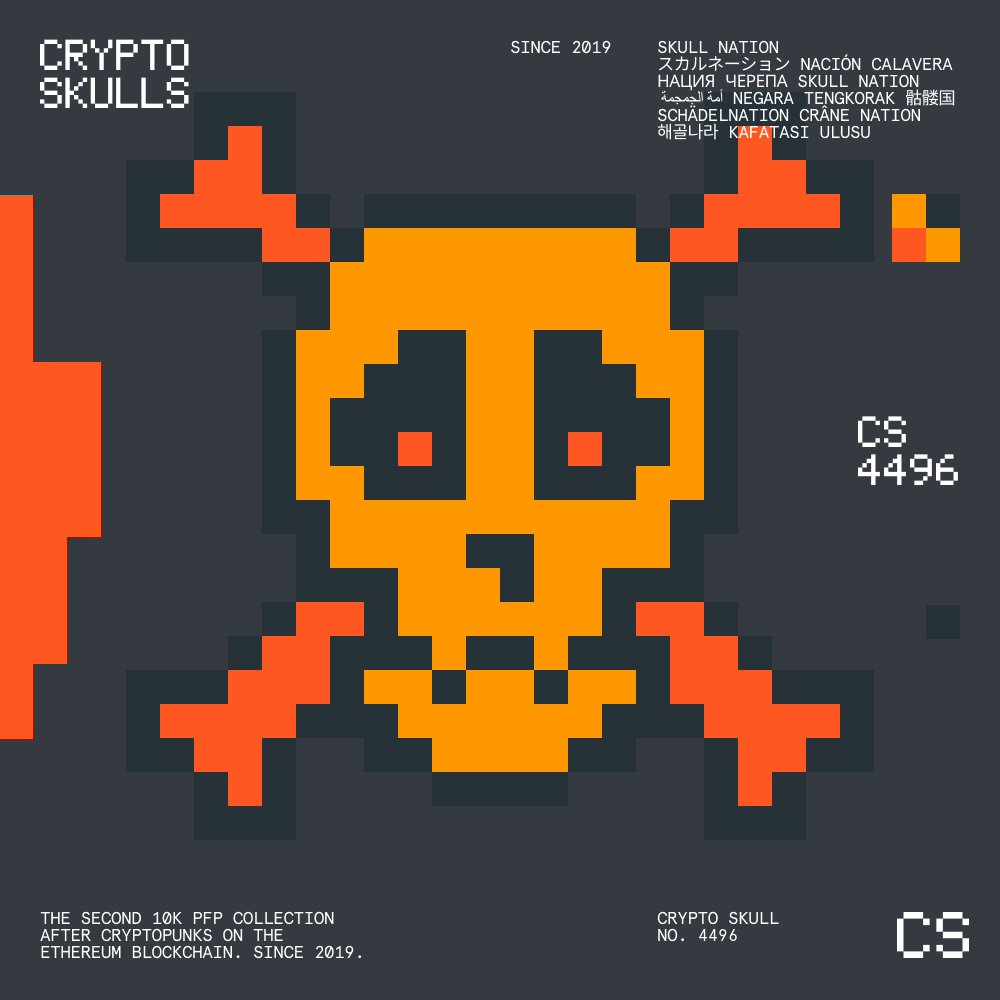 CRYPTO
SKULLS
SINCE 2019
SKULL NATION
スカルネーション NACIÓN CALAVERA
НАЦИЯ ЧЕРЕПА SKULL NATION
أمة الجمجمة NEGARA TENGKORAK 骷髅国
SCHÄDELNATION CRÂNE NATION
해골나라 KAFATASI ULUSU
CS
4496
THE SECOND 10K PFP COLLECTION
AFTER CRYPTOPUNKS ON THE
ETHEREUM BLOCKCHAIN. SINCE 2019.
CRYPTO SKULL
NO. 4496
CS